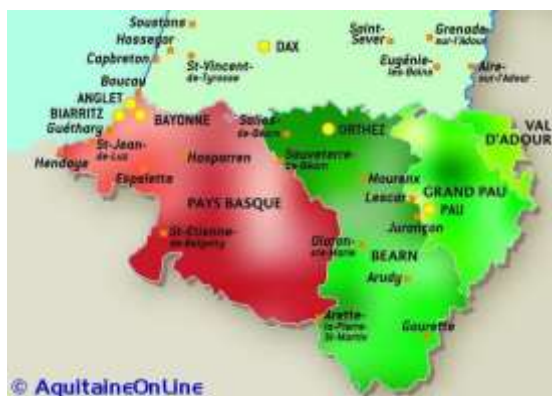 Soustons
Hossegor
Capbreton
St-Vincent-
de-Tyrosse
DAX
Saint-
Sever
Grenade-
sur-l'Adour
Eugénie-
les-Bains
Aire-
sur-l'Adour
Boucau
ANGLET
BIARRITZ
BAYONNE
Guéthary
St-Jean-
de-Luz
Hendaye
Espelette
Hasparren
Salies-
de-Béarn
ORTHEZ
Sauveterre-
de-Béarn
VAL
D'ADOUR
Mourenx
Lescar
GRAND PAU
PAU
Jurançon
PAYS BASQUE
St-Etienne-
de-Baïgorry
Oloron-
ste-Marie
BEARN
Arudy
Arette-
la-Pierre-
St-Martin
Gourette
© AquitaineOnLine